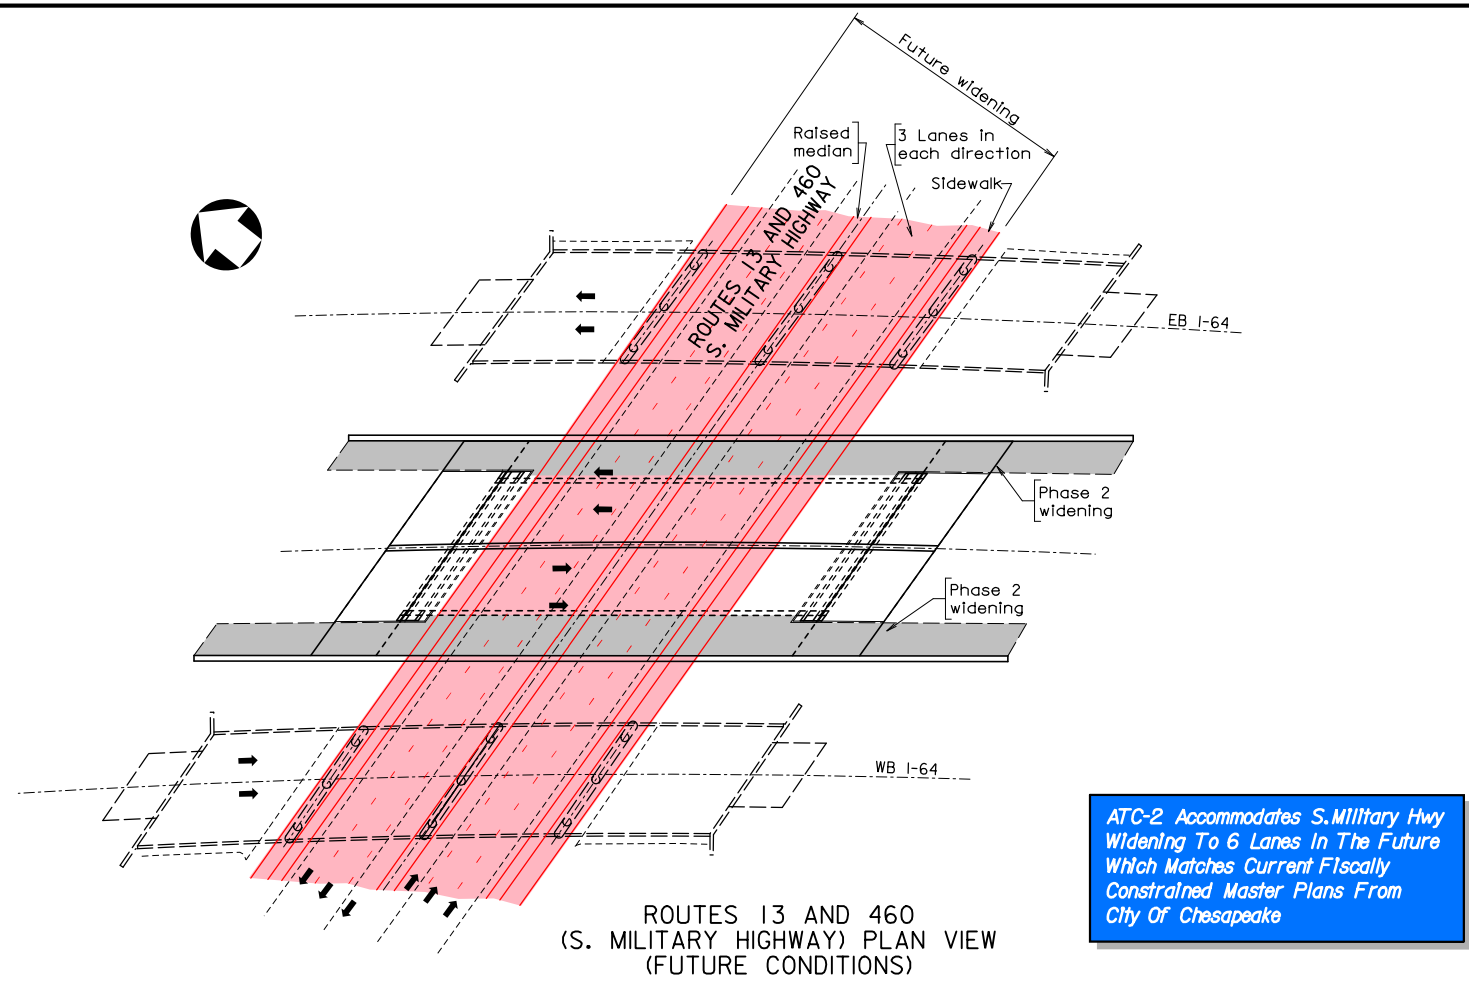 Future widening
Raised
median
3 Lanes in
each direction
Sidewalk
ROUTES 13 AND 460
S. MILITARY HIGHWAY
EB I-64
Phase 2
widening
Phase 2
widening
WB I-64
ATC-2 Accommodates S.Military Hwy
Widening To 6 Lanes In The Future
Which Matches Current Fiscally
Constrained Master Plans From
City Of Chesapeake
ROUTES 13 AND 460
(S. MILITARY HIGHWAY) PLAN VIEW
(FUTURE CONDITIONS)